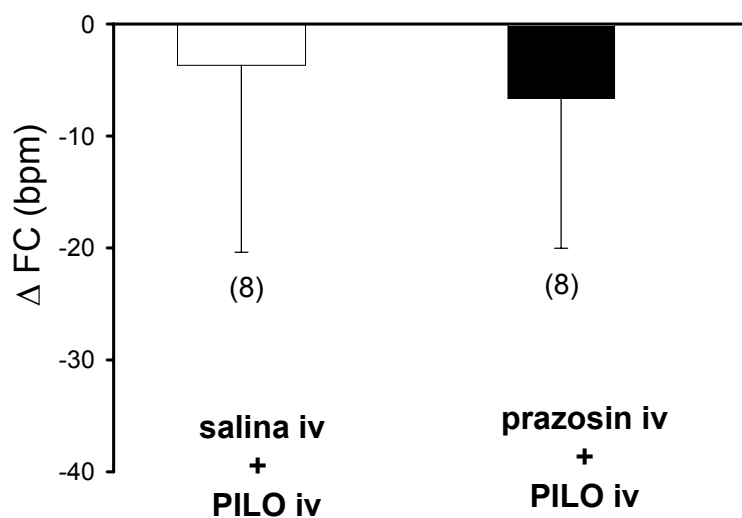 0
-10
-20
-30
-40
Δ FC (bpm)
(8)
(8)
salina iv
+
PILO iv
prazosin iv
+
PILO iv